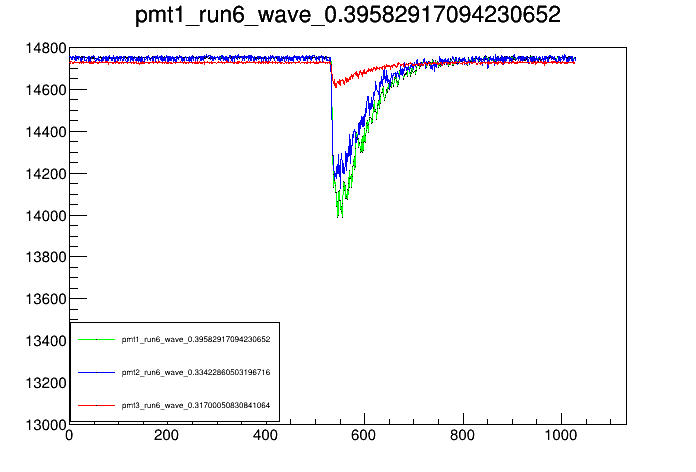 pmt1_run6_wave_0.39582917094230652
14800
14600
14400
14200
14000
13800
13600
13400
13200
13000
pmt1_run6_wave_0.39582917094230652
pmt2_run6_wave_0.33422860503196716
pmt3_run6_wave_0.31700050830841064
0 200 400 600 800 1000